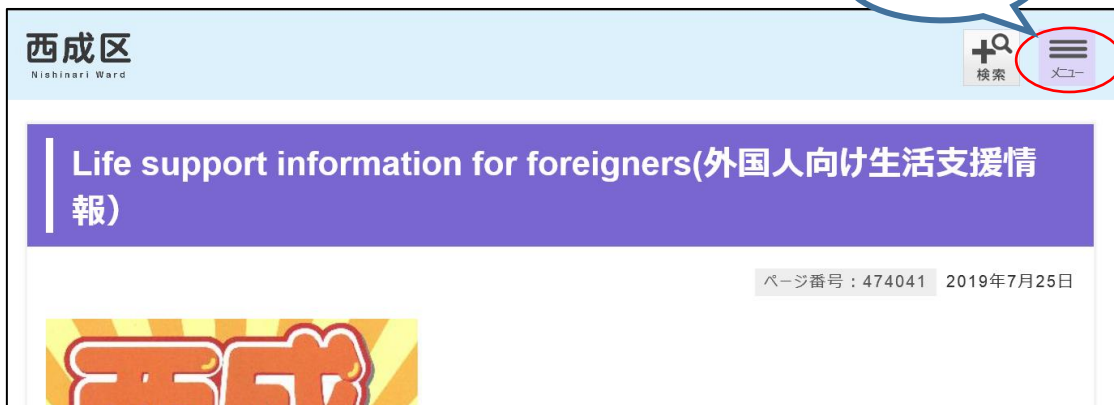 西成区
Nishinari Ward
検索
メニュー
Life support information for foreigners(外国人向け生活支援情
報）
ページ番号：474041 2019年7月25日
西成